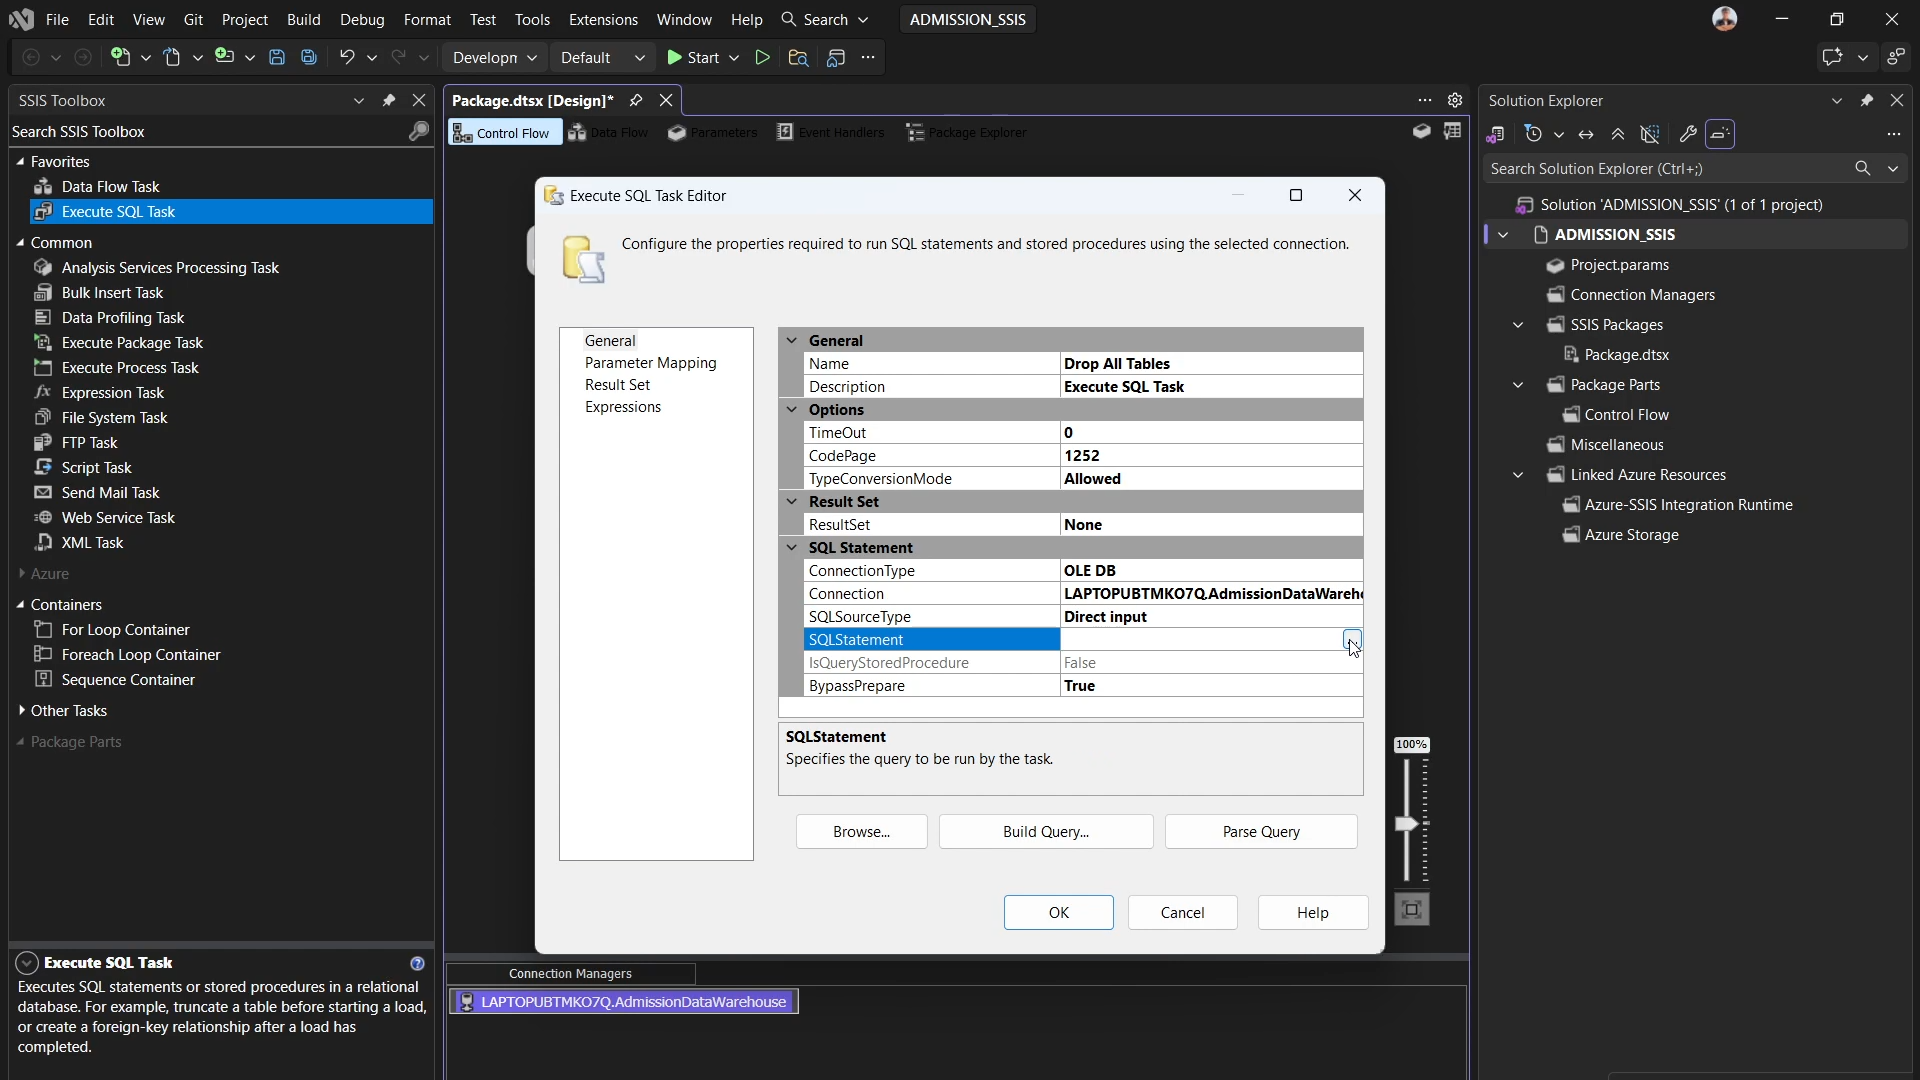 File Edit View Git Project Build Debug Format Test Tools Extensions Window Help Search ADMISSION_SSIS
Developn Default Start
SSIS Toolbox
Search SSIS Toolbox
Favorites
Data Flow Task
Execute SQL Task
Common
Analysis Services Processing Task
Bulk Insert Task
Data Profiling Task
Execute Package Task
Execute Process Task
Expression Task
File System Task
FTP Task
Script Task
Send Mail Task
Web Service Task
XML Task
Azure
Containers
For Loop Container
Foreach Loop Container
Sequence Container
Other Tasks
Package Parts
Execute SQL Task
Executes SQL statements or stored procedures in a relational
database. For example, truncate a table before starting a load,
or create a foreign-key relationship after a load has
completed.
Package.dtsx [Design]*
Control Flow Data Flow Parameters Event Handlers Package Explorer
Execute SQL Task Editor
Configure the properties required to run SQL statements and stored procedures using the selected connection.
General
Parameter Mapping
Result Set
Expressions
General
Name Drop All Tables
Description Execute SQL Task
Options
TimeOut 0
CodePage 1252
TypeConversionMode Allowed
Result Set
ResultSet None
SQL Statement
ConnectionType OLE DB
Connection LAPTOPUBTMKO7Q.AdmissionDataWareh
SQLSourceType Direct input
SQLStatement
IsQueryStoredProcedure False
BypassPrepare True
SQLStatement
Specifies the query to be run by the task.
Browse... Build Query... Parse Query
OK Cancel Help
100%
Connection Managers
LAPTOPUBTMKO7Q.AdmissionDataWarehouse
Solution Explorer
Search Solution Explorer (Ctrl+;)
Solution 'ADMISSION_SSIS' (1 of 1 project)
ADMISSION_SSIS
Project.params
Connection Managers
SSIS Packages
Package.dtsx
Package Parts
Control Flow
Miscellaneous
Linked Azure Resources
Azure-SSIS Integration Runtime
Azure Storage